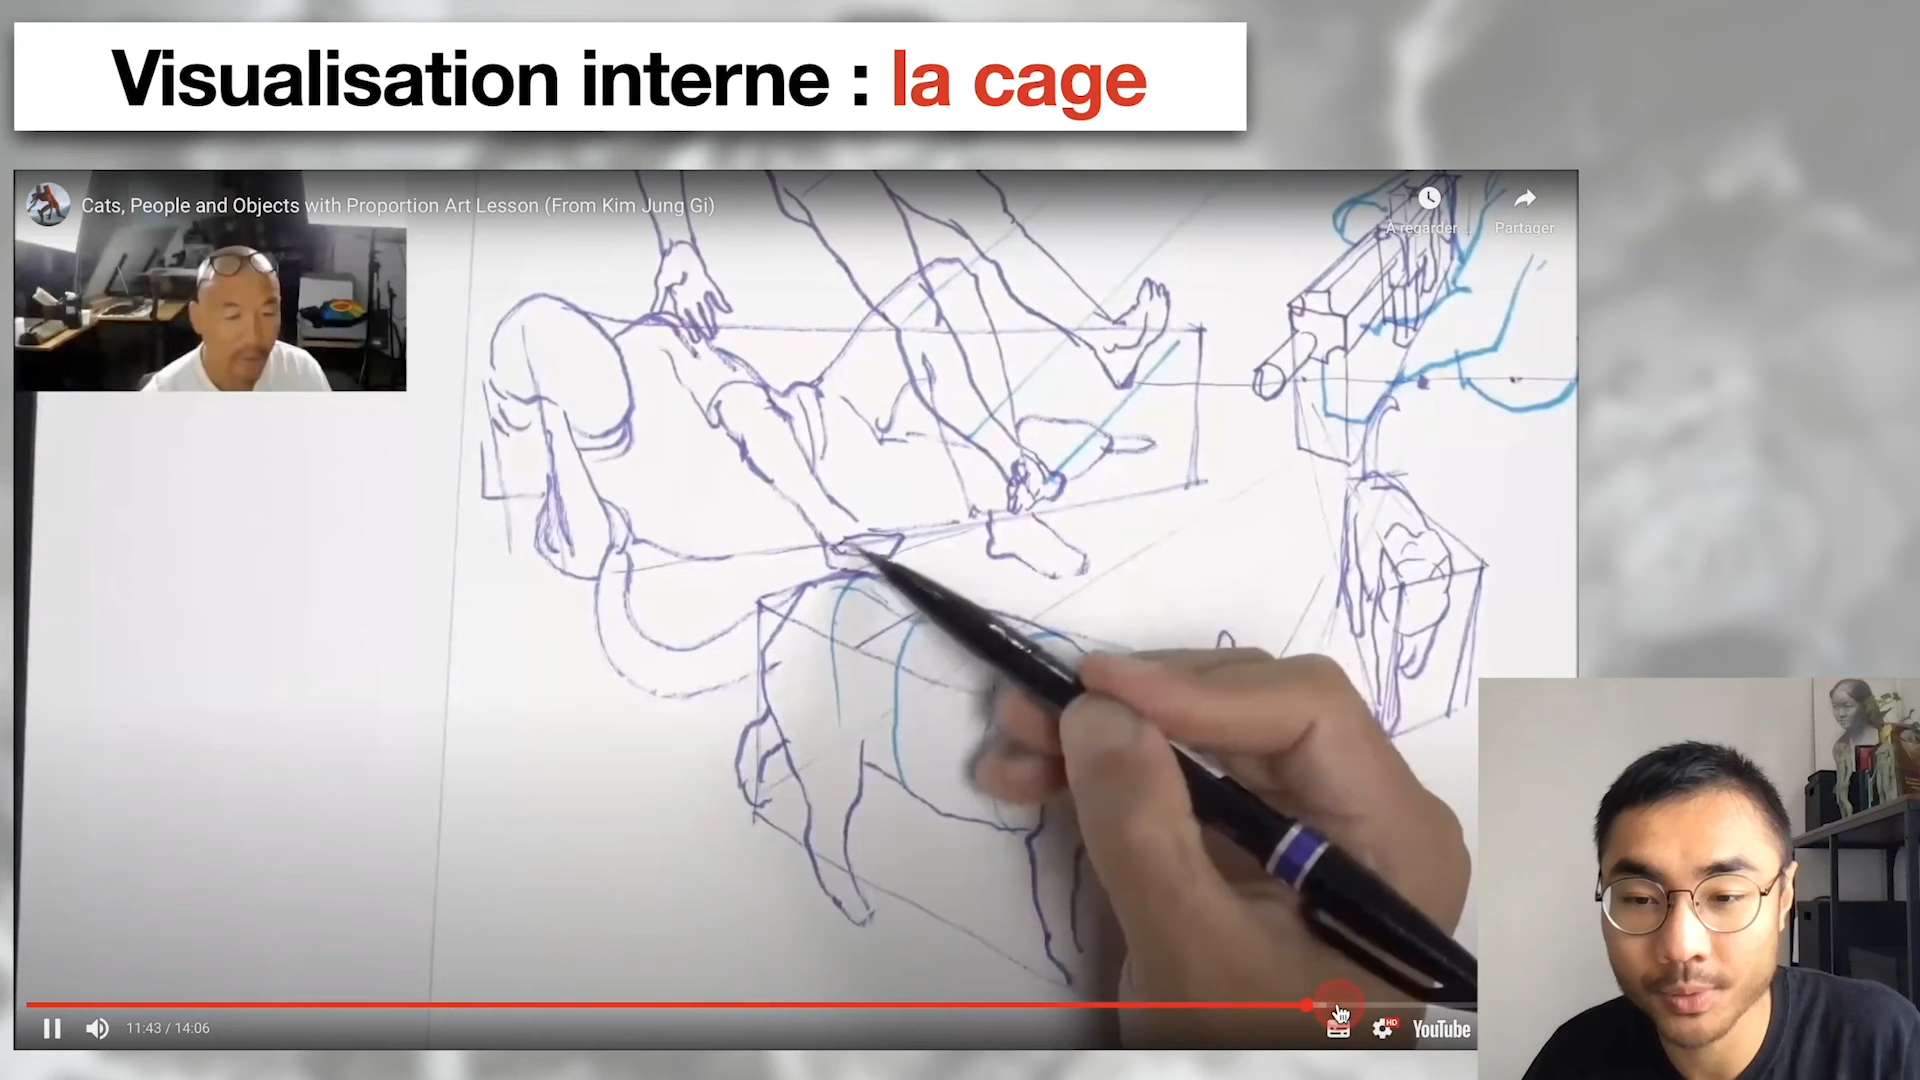 Visualisation interne : la cage
Cats, People and Objects with Proportion Art Lesson (From Kim Jung Gi)
À regarder ...
Partager
11:43 / 14:06
HD
YouTube